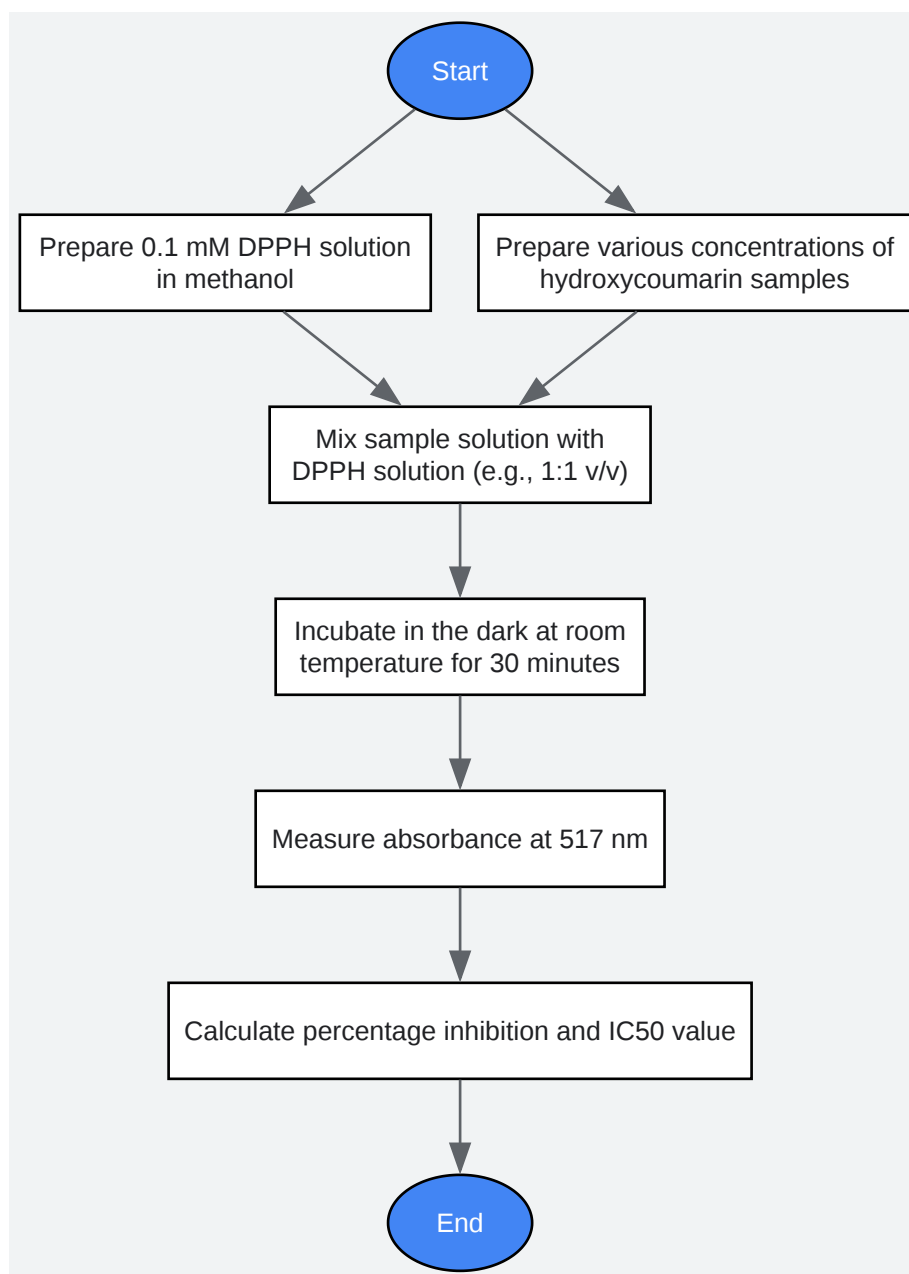 Start
Prepare 0.1 mM DPPH solution
in methanol
Prepare various concentrations of
hydroxycoumarin samples
Mix sample solution with
DPPH solution (e.g., 1:1 v/v)
Incubate in the dark at room
temperature for 30 minutes
Measure absorbance at 517 nm
Calculate percentage inhibition and IC50 value
End